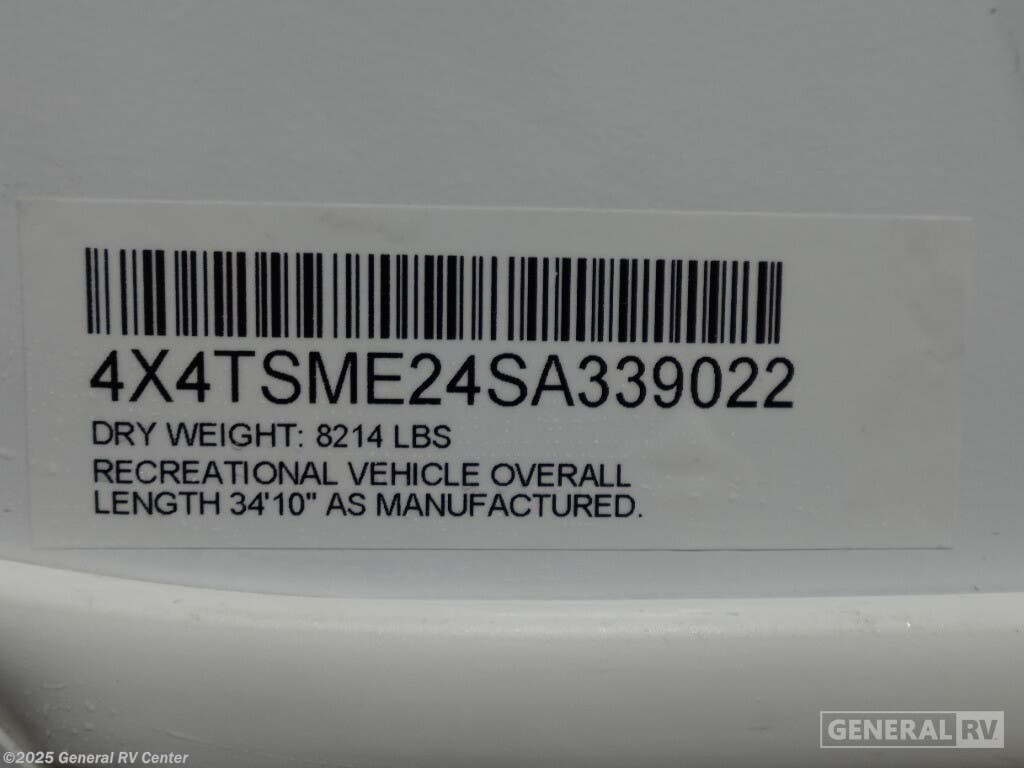 4X4TSME24SA339022
DRY WEIGHT: 8214 LBS
RECREATIONAL VEHICLE OVERALL
LENGTH 34'10" AS MANUFACTURED.
GENERAL RV
©2025 General RV Center